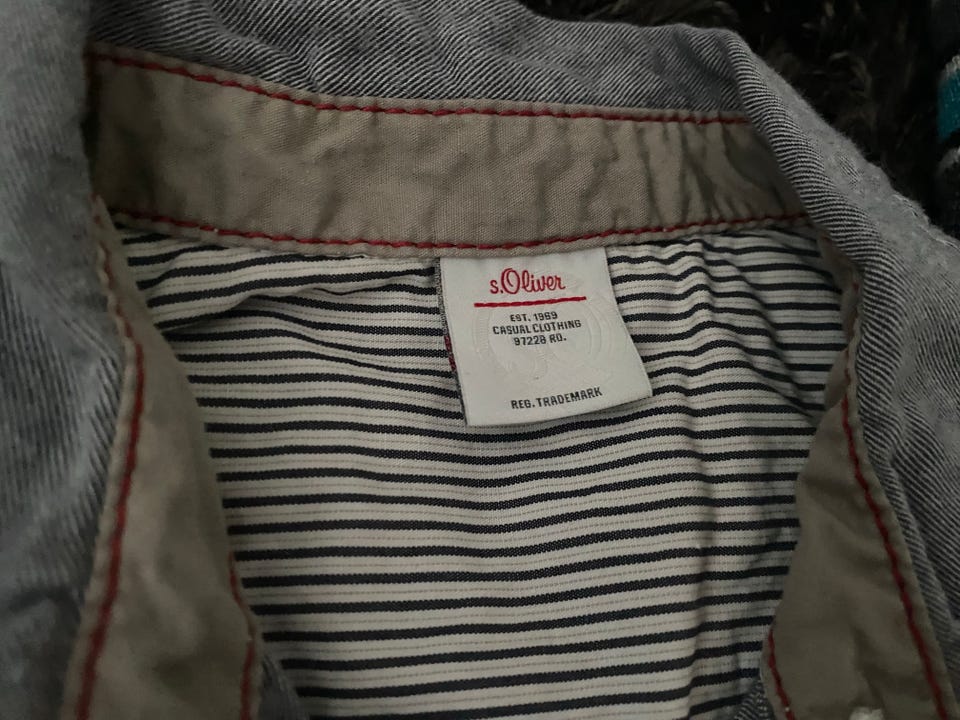 s.Oliver
EST. 1969
CASUAL CLOTHING
97228 RO.
REG. TRADEMARK